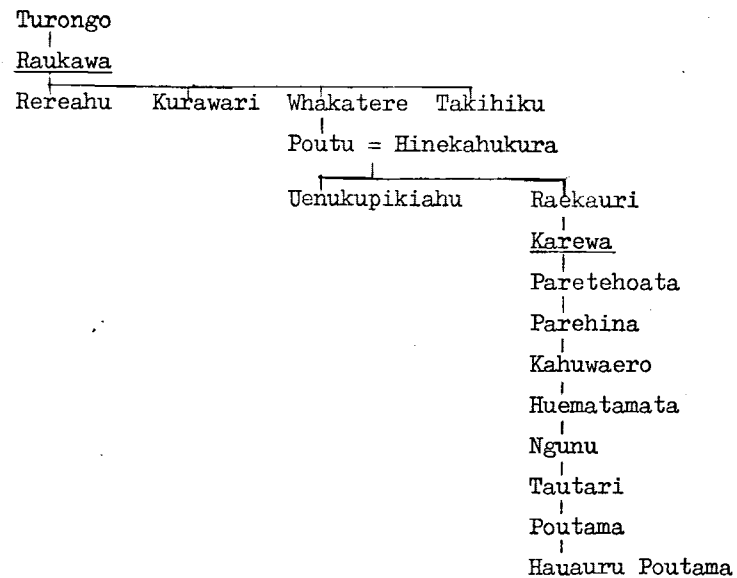 Turongo
Raukawa
Rereahu Kurawari Whakatere Takihiku
Poutu = Hinekahukura
Uenukupikiahu Raekauri
Karewa
Paretehoata
Parehina
Kahuwaero
Huematamata
Ngunu
Tautari
Poutama
Hauauru Poutama